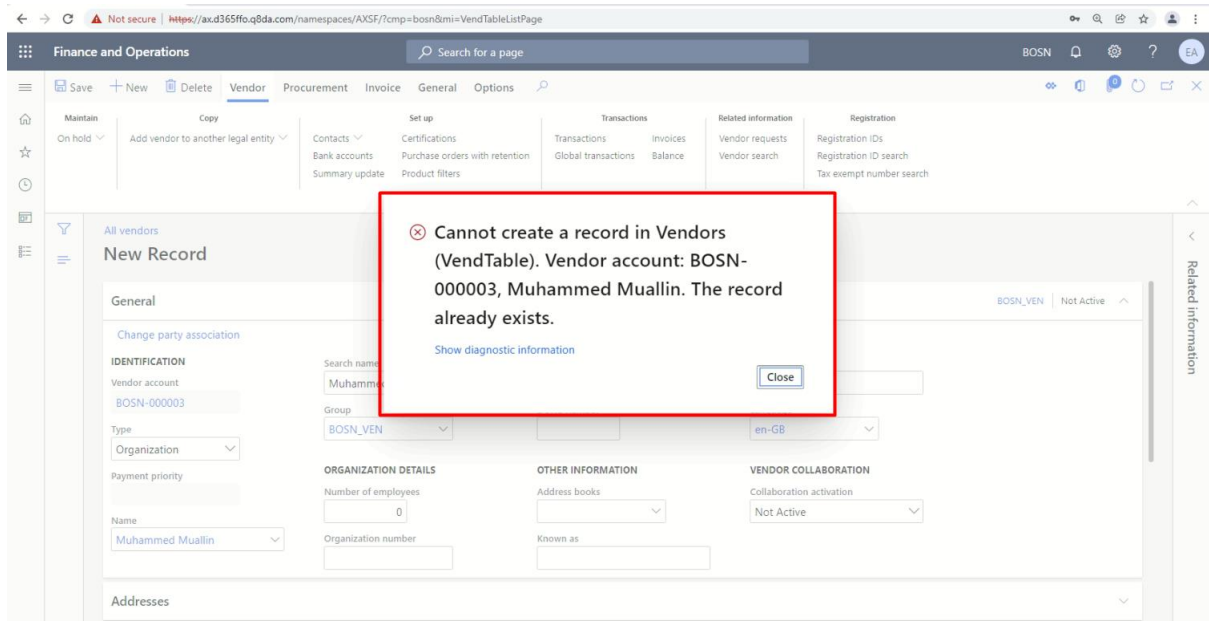 Not secure | https://ax.d365ffo.q8da.com/namespaces/AXSF/?cmp=bosn&mi=VendTableListPage
Finance and Operations
Search for a page
BOSN
?
EA
Save
New
Delete
Vendor
Procurement
Invoice
General
Options
Maintain
On hold
Copy
Add vendor to another legal entity
Set up
Contacts
Certifications
Bank accounts
Purchase orders with retention
Summary update
Product filters
Transactions
Transactions
Invoices
Global transactions
Balance
Related information
Vendor requests
Vendor search
Registration
Registration IDs
Registration ID search
Tax exempt number search
All vendors
New Record
Cannot create a record in Vendors
(VendTable). Vendor account: BOSN-
000003, Muhammed Muallin. The record
already exists.
Show diagnostic information
Close
General
BOSN_VEN | Not Active
Change party association
IDENTIFICATION
Vendor account
BOSN-000003
Type
Organization
Payment priority
Name
Muhammed Muallin
Search name
Group
BOSN_VEN
en-GB
ORGANIZATION DETAILS
Number of employees
0
Organization number
OTHER INFORMATION
Address books
Known as
VENDOR COLLABORATION
Collaboration activation
Not Active
Addresses
Related information